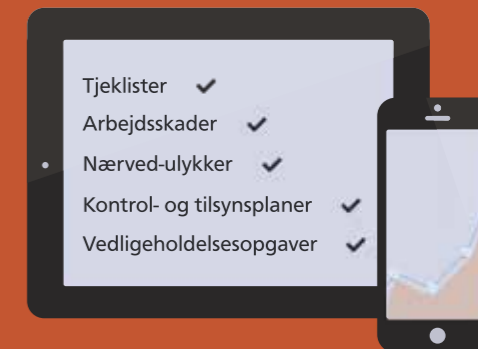 Tjeklister
Arbejdsskader
Nærved-ulykker
Kontrol- og tilsynsplaner
Vedligeholdelsesopgaver